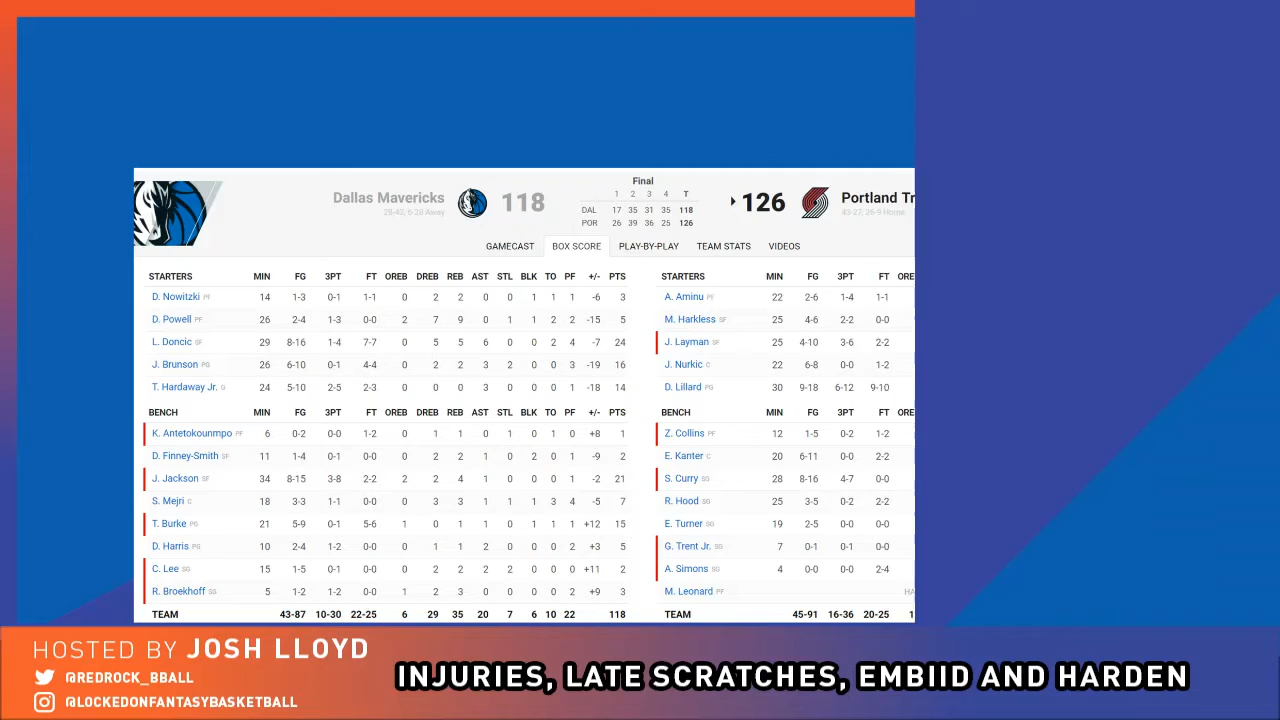 Final
1 2 3 4 T
Dallas Mavericks 118 DAL 17 35 31 35 118 126 Portland Tr
28-42, 6-28 Away POR 26 39 36 25 126 43-27, 26-9 Home
GAMECAST BOX SCORE PLAY-BY-PLAY TEAM STATS VIDEOS
STARTERS MIN FG 3PT FT OREB DREB REB AST STL BLK TO PF +/- PTS
D. Nowitzki PF 14 1-3 0-1 1-1 0 2 2 0 0 1 1 1 -6 3
D. Powell PF 26 2-4 1-3 0-0 2 7 9 0 1 1 2 2 -15 5
L. Doncic SF 29 8-16 1-4 7-7 0 5 5 6 0 0 2 4 -7 24
J. Brunson PG 26 6-10 0-1 4-4 0 2 2 3 2 0 0 3 -19 16
T. Hardaway Jr. G 24 5-10 2-5 2-3 0 0 0 3 0 0 0 1 -18 14
BENCH MIN FG 3PT FT OREB DREB REB AST STL BLK TO PF +/- PTS
K. Antetokounmpo PF 6 0-2 0-0 1-2 0 1 1 0 1 0 1 0 +8 1
D. Finney-Smith SF 11 1-4 0-1 0-0 0 2 2 1 0 2 0 1 -9 2
J. Jackson SF 34 8-15 3-8 2-2 2 2 4 1 0 0 0 1 -2 21
S. Mejri C 18 3-3 1-1 0-0 0 3 3 1 1 1 3 4 -5 7
T. Burke PG 21 5-9 0-1 5-6 1 0 1 1 0 1 1 1 +12 15
D. Harris PG 10 2-4 1-2 0-0 0 1 1 2 0 0 0 2 +3 5
C. Lee SG 15 1-5 0-1 0-0 0 2 2 2 2 0 0 0 +11 2
R. Broekhoff SG 5 1-2 1-2 0-0 1 2 3 0 0 0 0 2 +9 3
TEAM 43-87 10-30 22-25 6 29 35 20 7 6 10 22 118
STARTERS MIN FG 3PT FT ORE
A. Aminu PF 22 2-6 1-4 1-1
M. Harkless SF 25 4-6 2-2 0-0
J. Layman SF 25 4-10 3-6 2-2
J. Nurkic C 22 6-8 0-0 1-2
D. Lillard PG 30 9-18 6-12 9-10
BENCH MIN FG 3PT FT ORE
Z. Collins PF 12 1-5 0-2 1-2
E. Kanter C 20 6-11 0-0 2-2
S. Curry SG 28 8-16 4-7 0-0
R. Hood SG 25 3-5 0-2 2-2
E. Turner SG 19 2-5 0-0 0-0
G. Trent Jr. SG 7 0-1 0-1 0-0
A. Simons SG 4 0-0 0-0 2-4
M. Leonard PF HA
TEAM 45-91 16-36 20-25 1
HOSTED BY JOSH LLOYD
@REDROCK_BBALL
@LOCKEDONFANTASYBASKETBALL
INJURIES, LATE SCRATCHES, EMBIID AND HARDEN